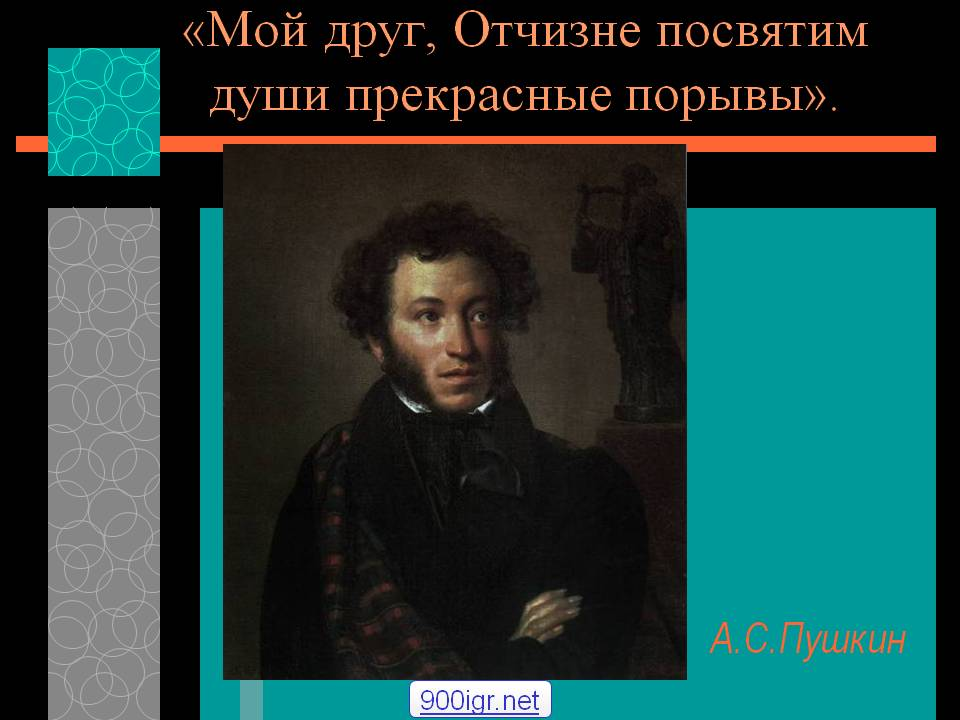 «Мой друг, Отчизне посвятим
души прекрасные порывы».
А.С.Пушкин
900igr.net